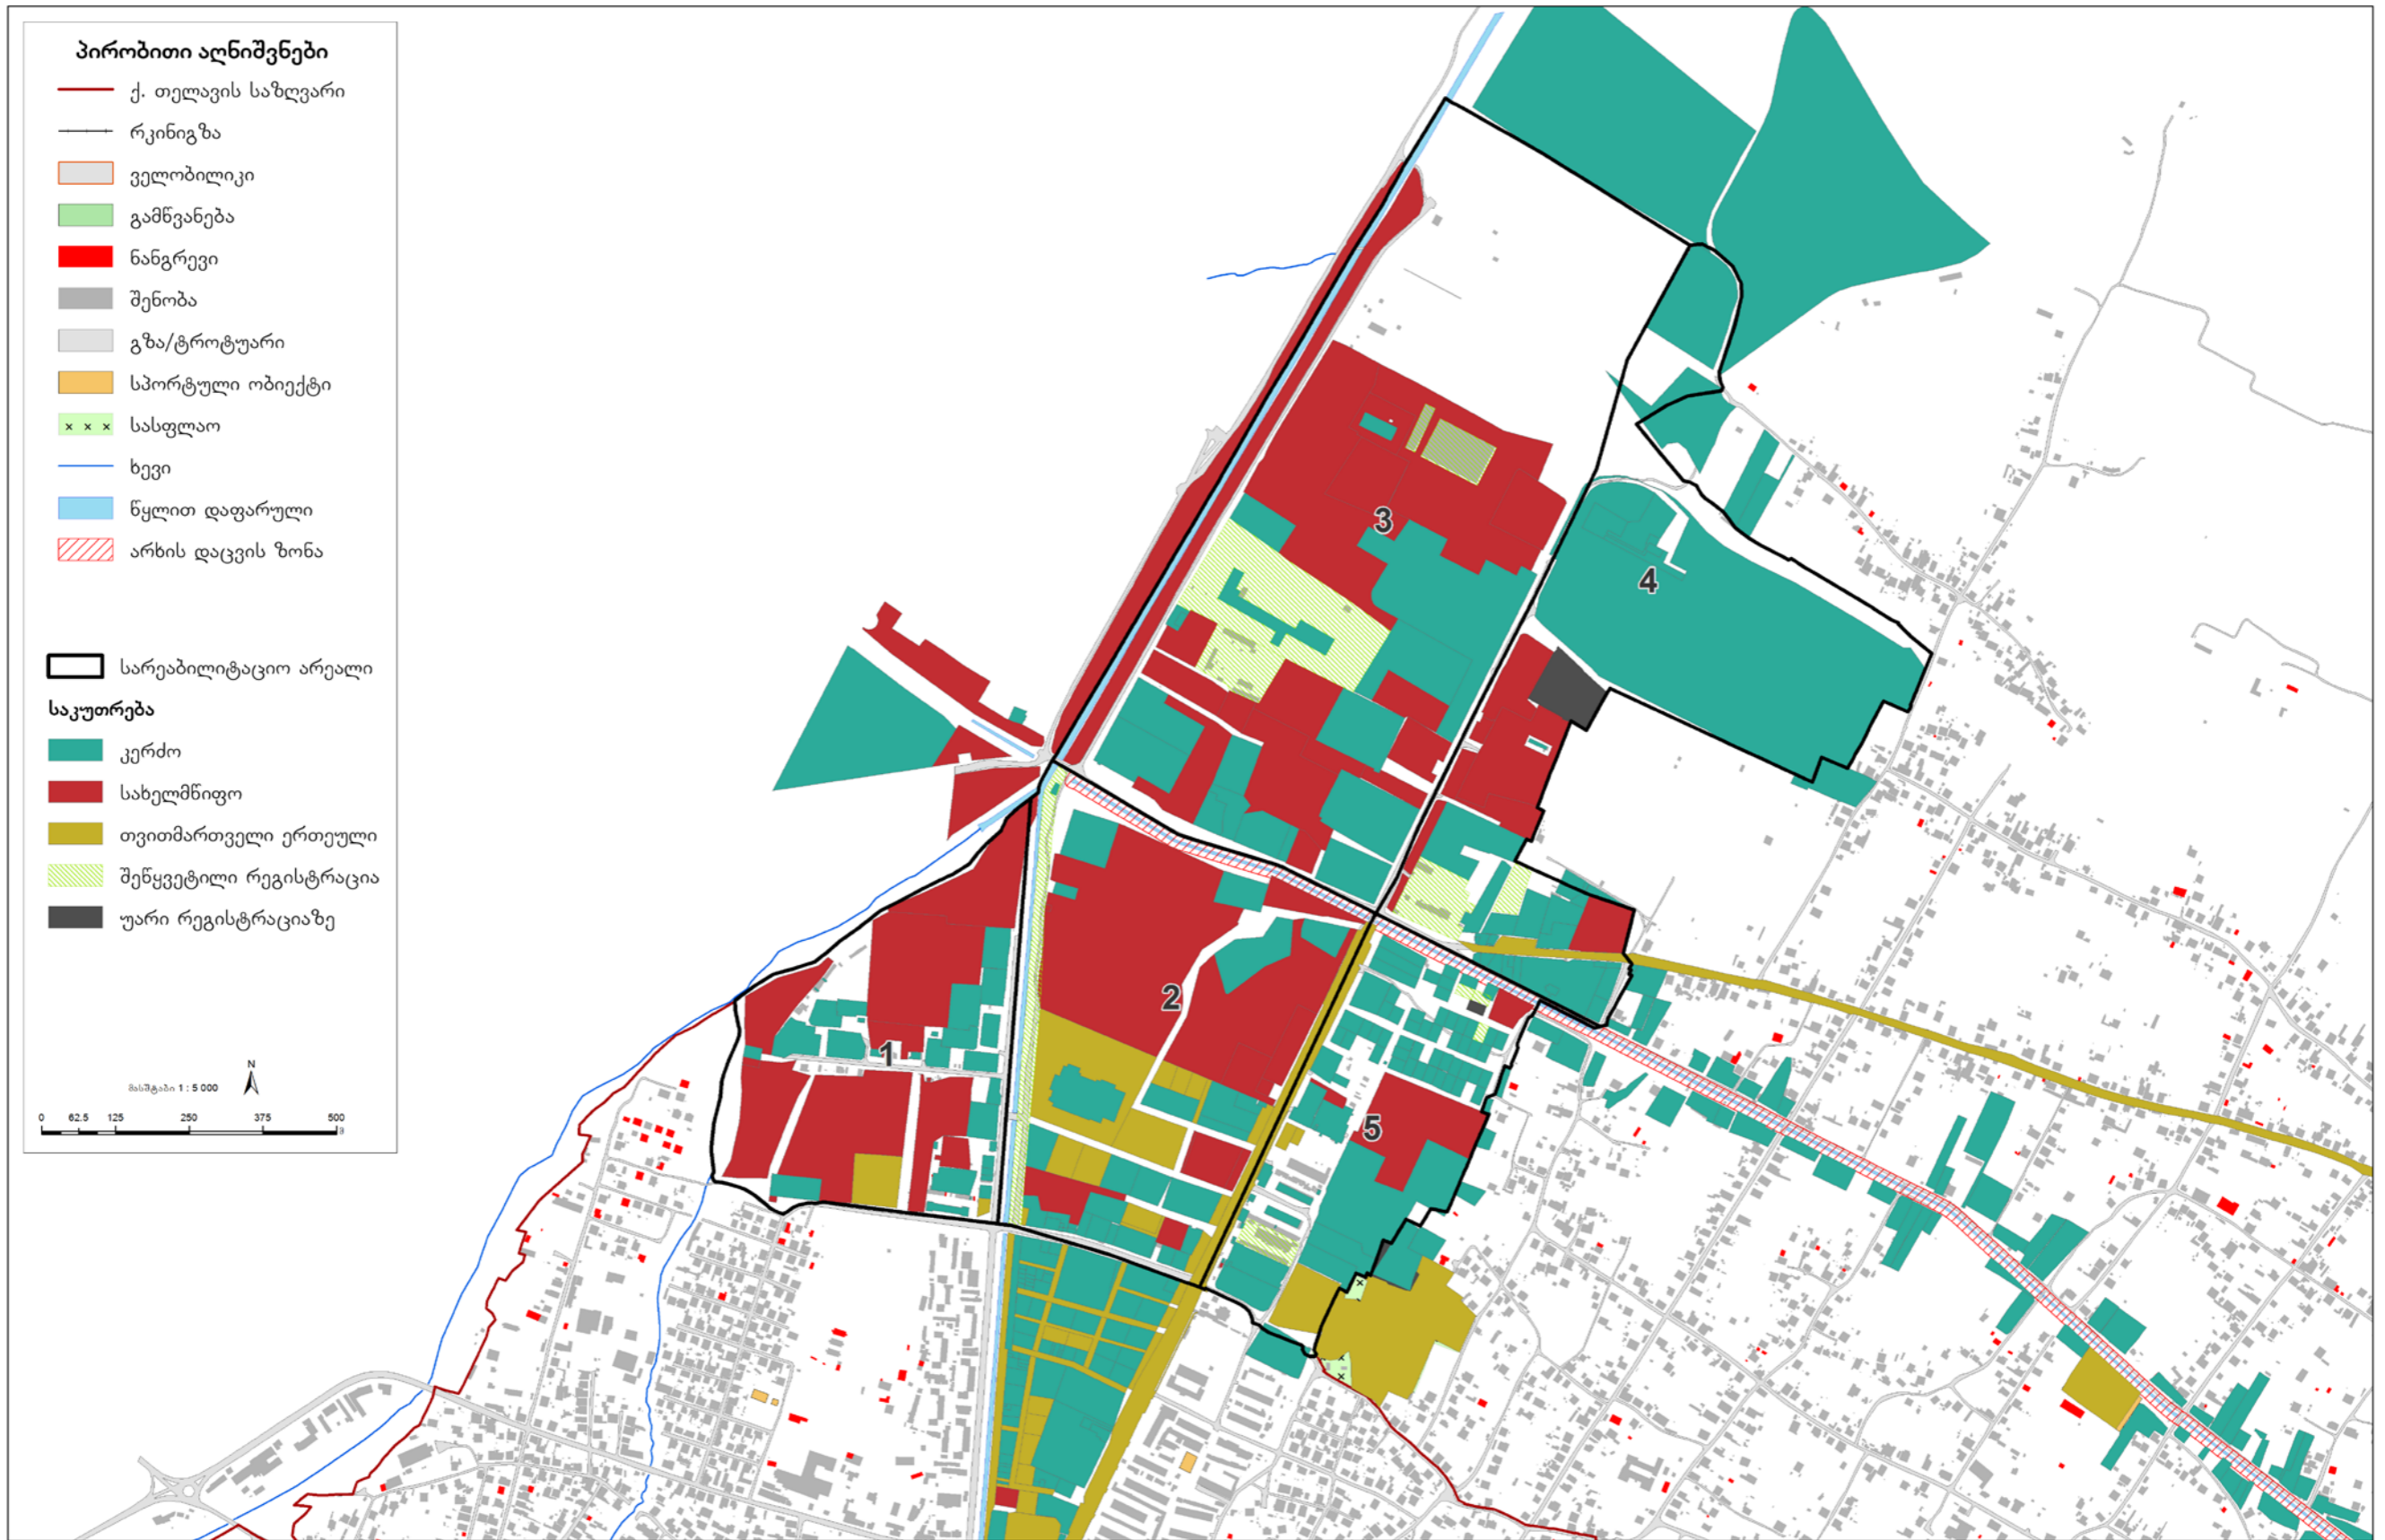 პირობითი აღნიშვნები
ქ. თელავის საზღვარი
რკინიგზა
ველობილიკი
გამწვანება
ნანგრევი
შენობა
გზა/ტროტუარი
სპორტული ობიექტი
სასფლაო
ხევი
წყლით დაფარული
არხის დაცვის ზონა
სარეაბილიტაციო არეალი
საკუთრება
კერძო
სახელმწიფო
თვითმართველი ერთეული
შეწყვეტილი რეგისტრაცია
უარი რეგისტრაციაზე
N
მასშტაბი 1 : 5 000
0 62.5 125 250 375 500
3
4
2
1
5